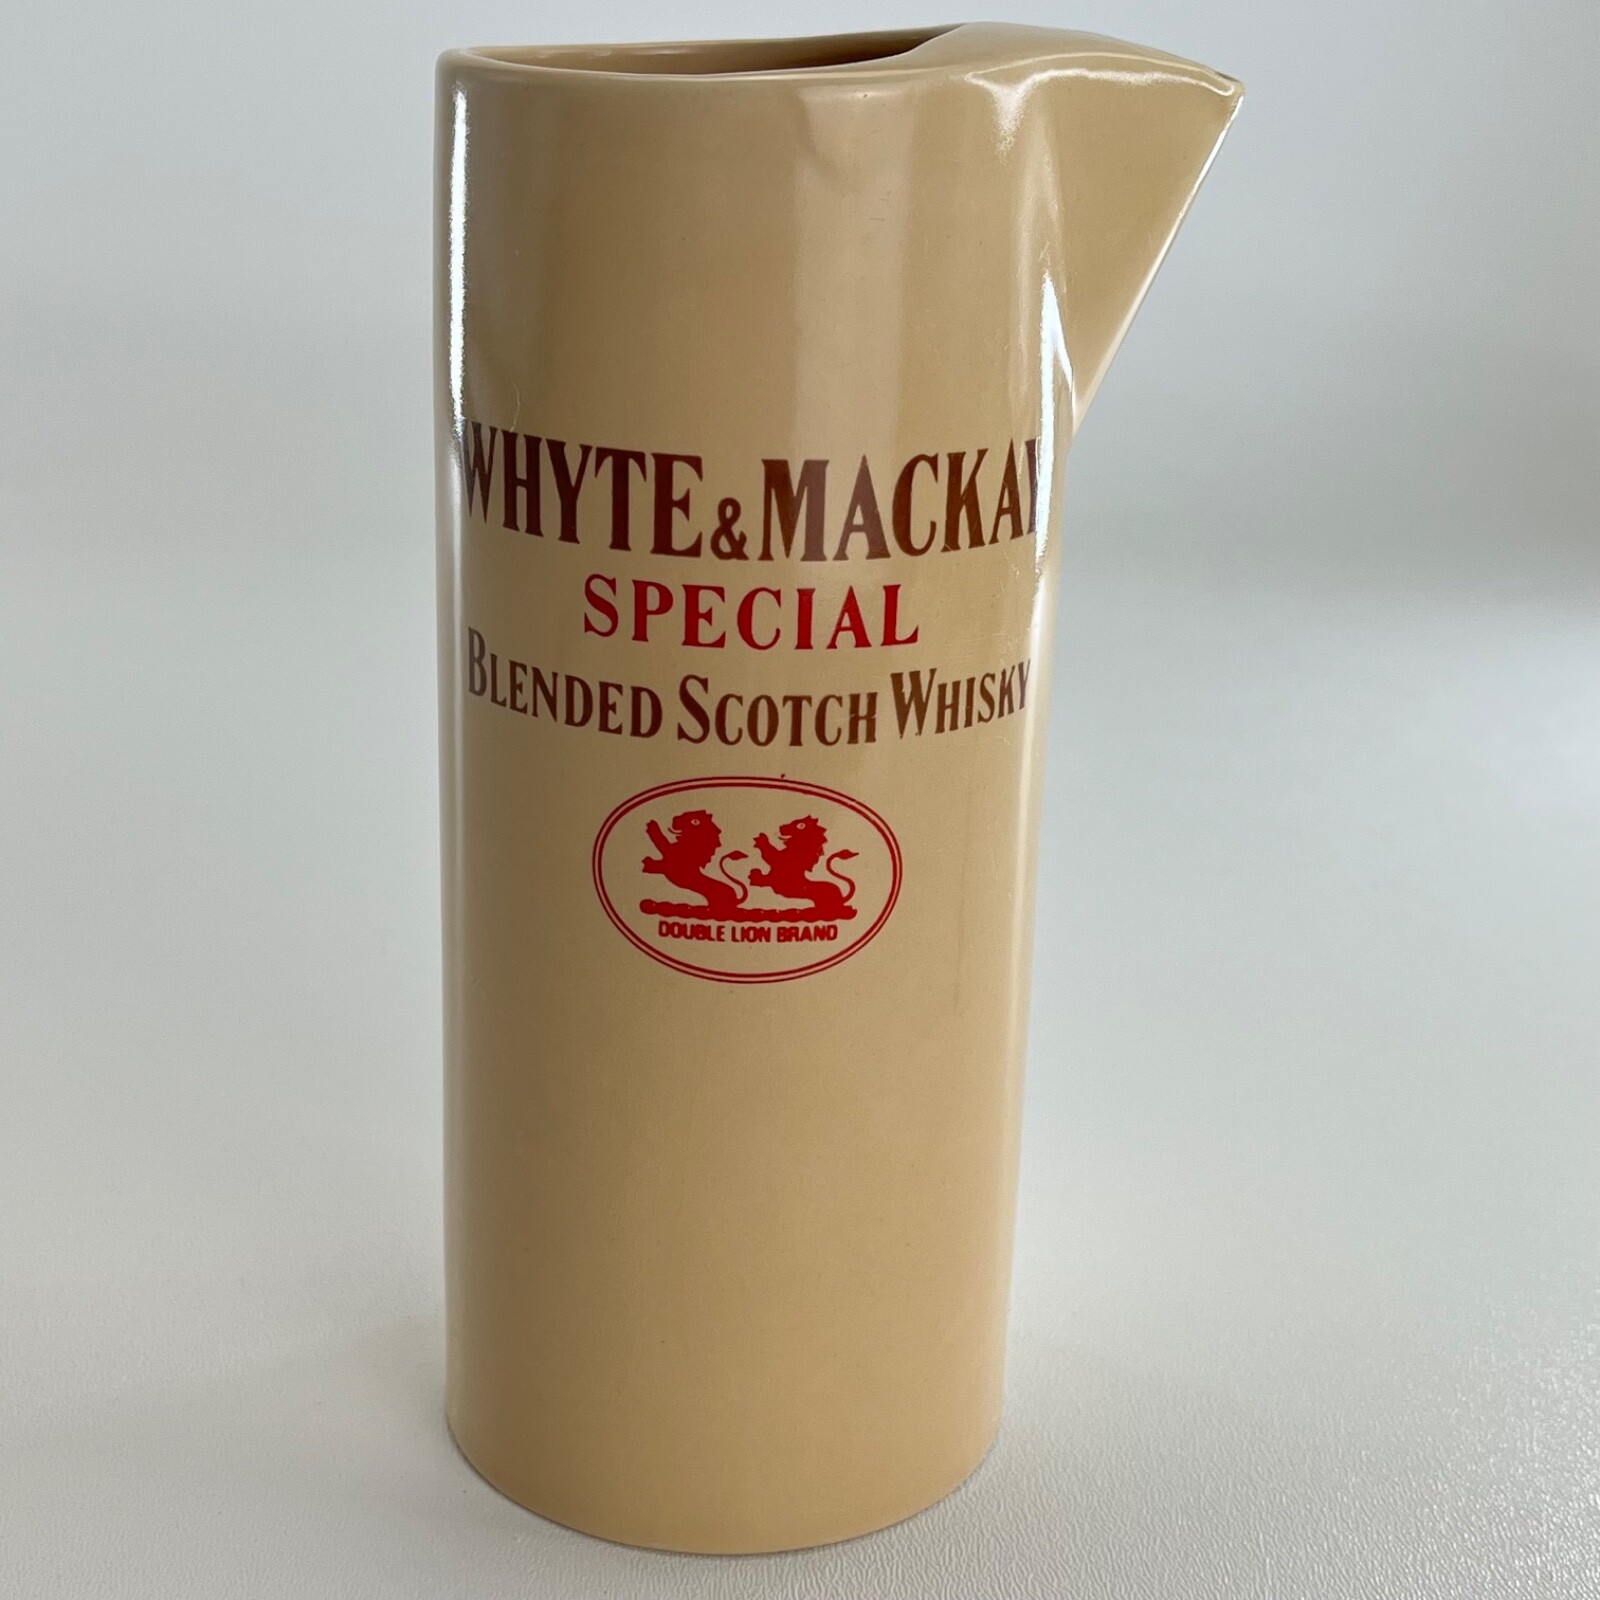 WHYTE & MACKAY
SPECIAL
BLENDED SCOTCH WHISKY
DOUBLE LION BRAND